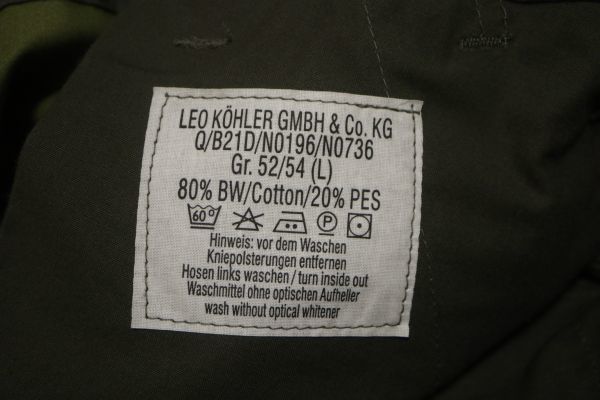 LEO KÖHLER GMBH & Co. KG
Q/B21D/N0196/N0736
Gr. 52/54 (L)
80% BW/Cotton/20% PES
60° P
Hinweis: vor dem Waschen
Kniepolsterungen entfernen
Hosen links waschen / turn inside out
Waschmittel ohne optischen Aufheller
wash without optical whitener